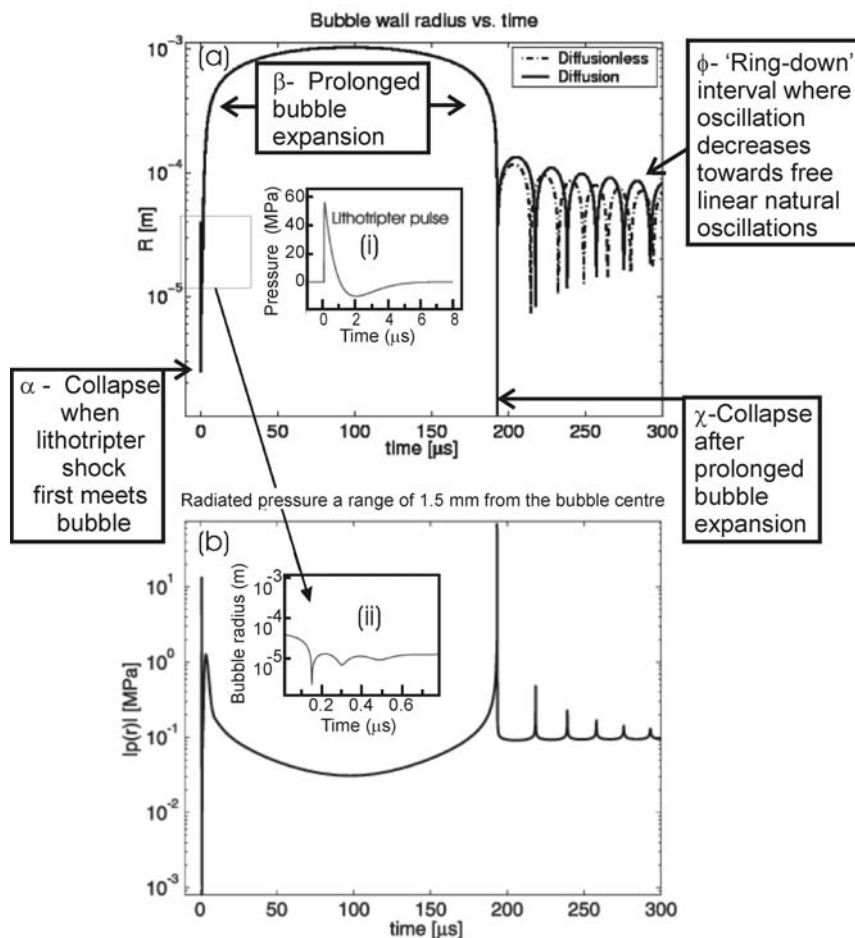 Bubble wall radius vs. time
(a)
β- Prolonged
bubble
expansion
Diffusionless
Diffusion
ϕ- ‘Ring-down’
interval where
oscillation
decreases
towards free
linear natural
oscillations
R [m]
10⁻³
10⁻⁴
10⁻⁵
Pressure (MPa)
60
40
20
0
Lithotripter pulse
(i)
0 2 4 6 8
Time (μs)
α - Collapse
when
lithotripter
shock
first meets
bubble
0 50 100 150 200 250 300
time [μs]
χ-Collapse
after
prolonged
bubble
expansion
Radiated pressure a range of 1.5 mm from the bubble centre
(b)
|p(r)| [MPa]
10¹
10⁰
10⁻¹
10⁻²
10⁻³
Bubble radius (m)
10⁻³
10⁻⁴
10⁻⁵
(ii)
0.2 0.4 0.6
Time (μs)
0 50 100 150 200 250 300
time [μs]